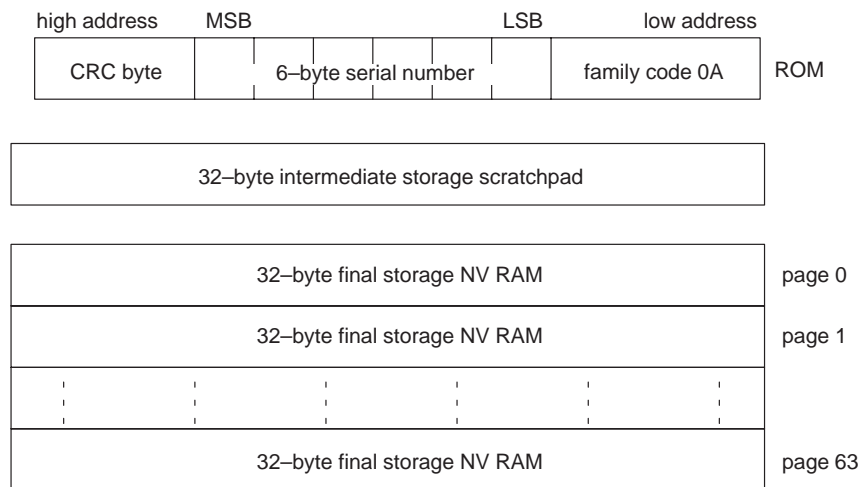 high address MSB LSB low address
CRC byte 6–byte serial number family code 0A ROM
32–byte intermediate storage scratchpad
32–byte final storage NV RAM page 0
32–byte final storage NV RAM page 1
32–byte final storage NV RAM page 63